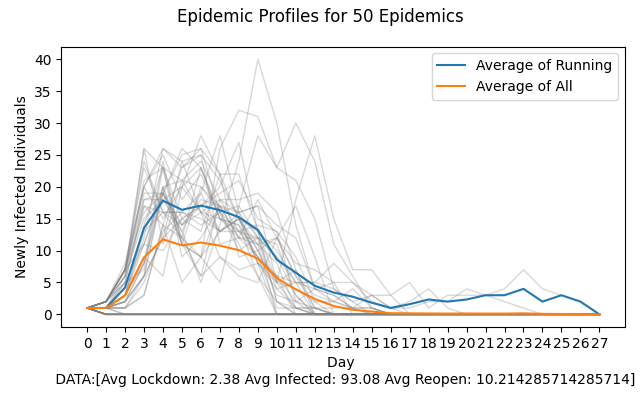 Epidemic Profiles for 50 Epidemics
40
35
30
25
20
15
10
5
0
Newly Infected Individuals
Average of Running
Average of All
0 1 2 3 4 5 6 7 8 9 10 11 12 13 14 15 16 17 18 19 20 21 22 23 24 25 26 27
Day
DATA:[Avg Lockdown: 2.38 Avg Infected: 93.08 Avg Reopen: 10.214285714285714]